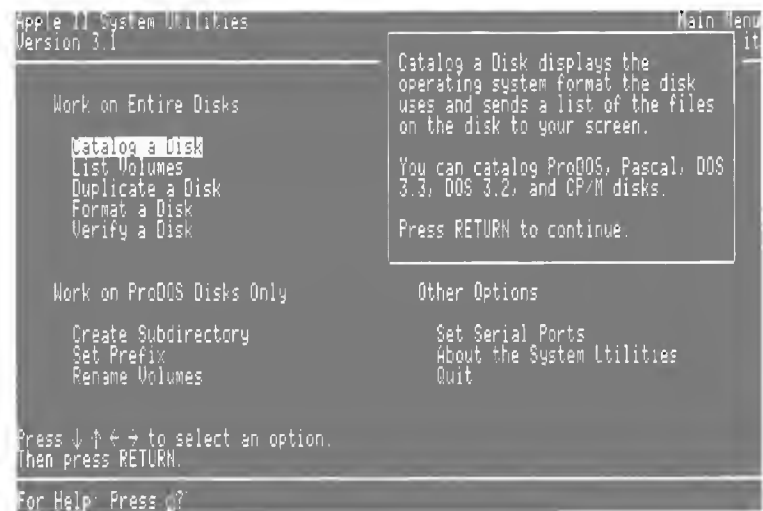 Apple II System Utilities
Main Menu
Version 3.1
Catalog a Disk displays the
operating system format the disk
uses and sends a list of the files
on the disk to your screen.
You can catalog ProDOS, Pascal, DOS
3.3, DOS 3.2, and CP/M disks.
Press RETURN to continue.
Work on Entire Disks
Catalog a Disk
List Volumes
Duplicate a Disk
Format a Disk
Verify a Disk
Work on ProDOS Disks Only
Create Subdirectory
Set Prefix
Rename Volumes
Other Options
Set Serial Ports
About the System Utilities
Quit
Press ↓ ↑ ← → to select an option.
Then press RETURN.
For Help: Press ?